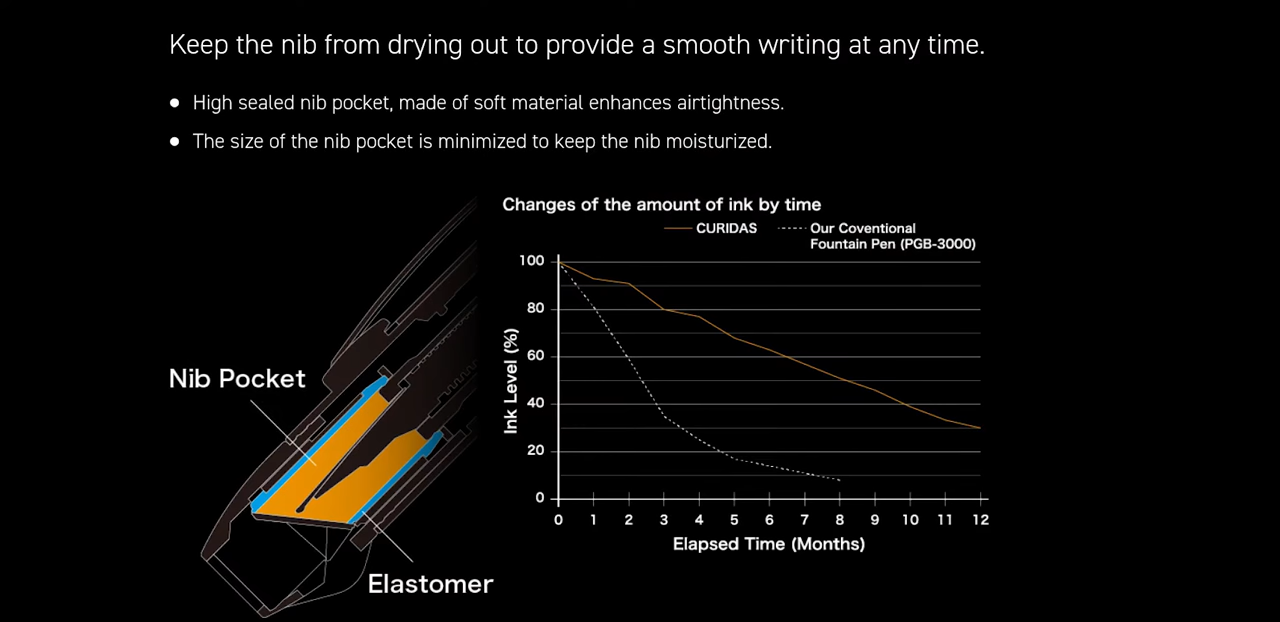 Keep the nib from drying out to provide a smooth writing at any time.
High sealed nib pocket, made of soft material enhances airtightness.
The size of the nib pocket is minimized to keep the nib moisturized.
Changes of the amount of ink by time
CURIDAS
Our Coventional
Fountain Pen (PGB-3000)
Nib Pocket
Elastomer
Ink Level (%)
100
80
60
40
20
0
0 1 2 3 4 5 6 7 8 9 10 11 12
Elapsed Time (Months)